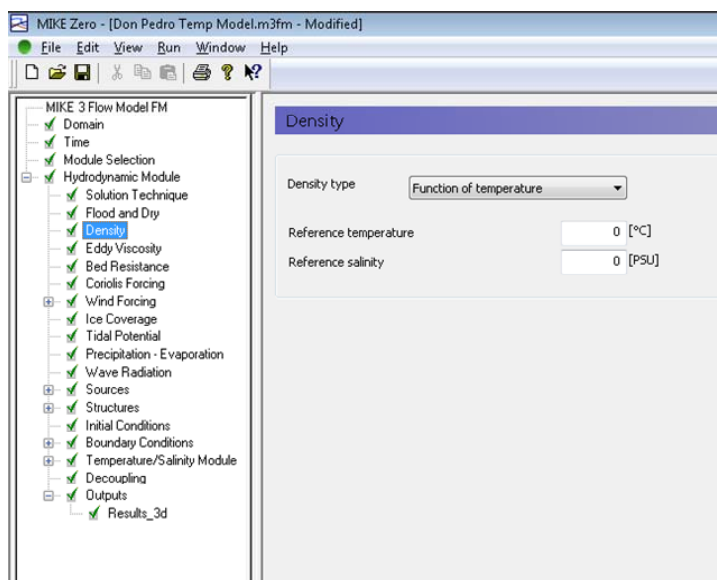 MIKE Zero - [Don Pedro Temp Model.m3fm - Modified]
File Edit View Run Window Help
MIKE 3 Flow Model FM
Domain
Time
Module Selection
Hydrodynamic Module
Solution Technique
Flood and Dry
Density
Eddy Viscosity
Bed Resistance
Coriolis Forcing
Wind Forcing
Ice Coverage
Tidal Potential
Precipitation - Evaporation
Wave Radiation
Sources
Structures
Initial Conditions
Boundary Conditions
Temperature/Salinity Module
Decoupling
Outputs
Results_3d
Density
Density type Function of temperature
Reference temperature 0 [°C]
Reference salinity 0 [PSU]